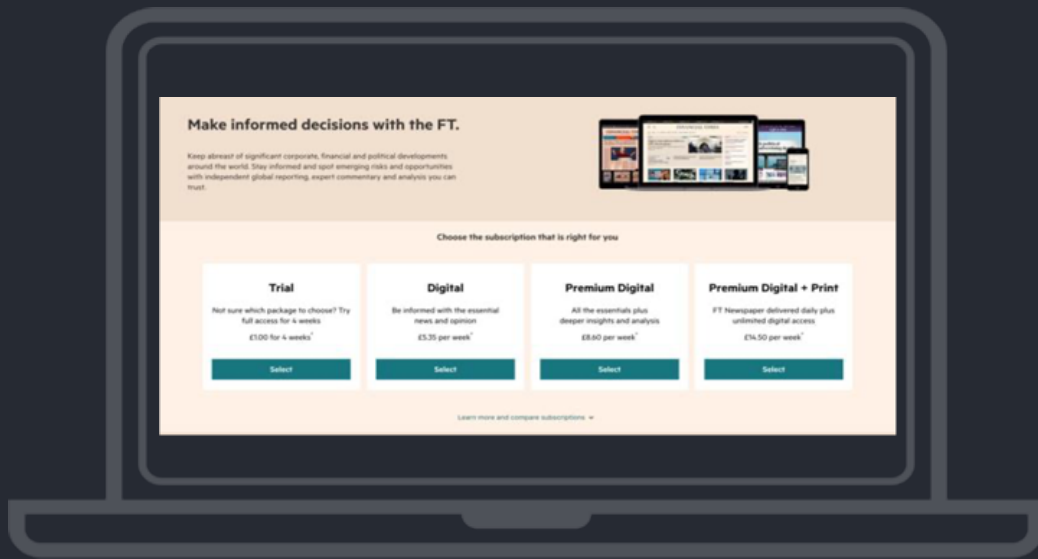 Make informed decisions with the FT.
Keep abreast of significant corporate, financial and political developments
around the world. Stay informed and spot emerging risks and opportunities
with independent global reporting, expert commentary and analysis you can
trust.
FINANCIAL TIMES
Choose the subscription that is right for you
Trial
Not sure which package to choose? Try
full access for 4 weeks
£1.00 for 4 weeks*
Select
Digital
Be informed with the essential
news and opinion
£5.35 per week*
Select
Premium Digital
All the essentials plus
deeper insights and analysis
£8.60 per week*
Select
Premium Digital + Print
FT Newspaper delivered daily plus
unlimited digital access
£14.50 per week*
Select
Learn more and compare subscriptions